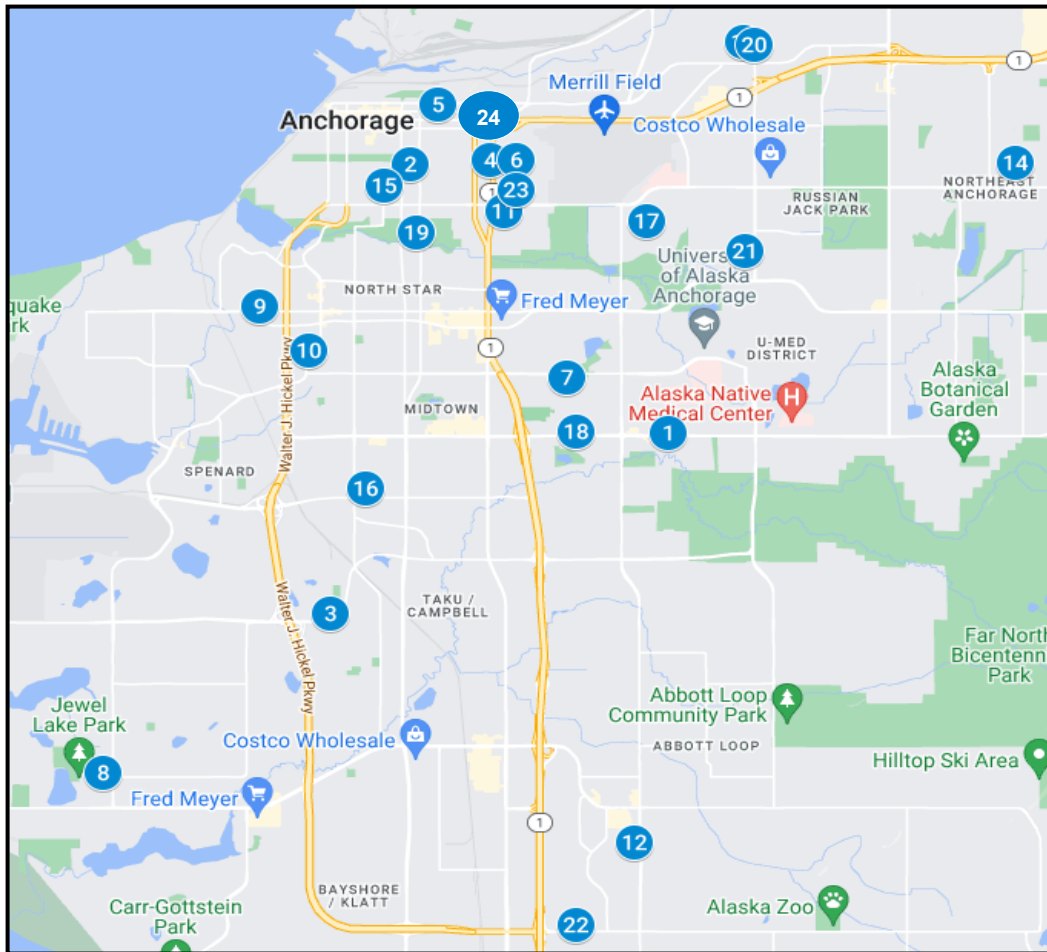 20
1
Merrill Field
1
5
24
Anchorage
Costco Wholesale
2
4
6
14
15
1
23
11
NORTHEAST
ANCHORAGE
RUSSIAN
JACK PARK
17
19
21
of Alaska
Anchorage
NORTH STAR
Fred Meyer
9
quake
rk
U-MED
DISTRICT
10
1
7
Alaska
Botanical
Garden
Walter J. Hickel Pkwy
MIDTOWN
Alaska Native
Medical Center
H
18
1
SPENARD
16
TAKU /
CAMPBELL
3
Walter J. Hickel Pkwy
Far North
Bicentenn
Park
Abbott Loop
Community Park
Jewel
Lake Park
Costco Wholesale
ABBOTT LOOP
Hilltop Ski Area
8
Fred Meyer
1
12
BAYSHORE
/ KLATT
Carr-Gottstein
Park
Alaska Zoo
22